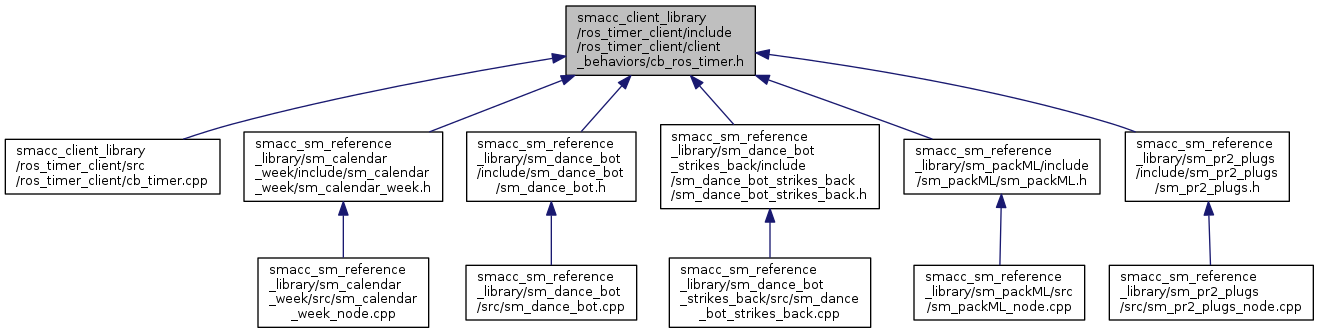 smacc_client_library
/ros_timer_client/include
/ros_timer_client/client
_behaviors/cb_ros_timer.h
smacc_client_library
/ros_timer_client/src
/ros_timer_client/cb_timer.cpp
smacc_sm_reference
_library/sm_calendar
_week/include/sm_calendar
_week/sm_calendar_week.h
smacc_sm_reference
_library/sm_dance_bot
/include/sm_dance_bot
/sm_dance_bot.h
smacc_sm_reference
_library/sm_dance_bot
_strikes_back/include
/sm_dance_bot_strikes_back
/sm_dance_bot_strikes_back.h
smacc_sm_reference
_library/sm_packML/include
/sm_packML/sm_packML.h
smacc_sm_reference
_library/sm_pr2_plugs
/include/sm_pr2_plugs
/sm_pr2_plugs.h
smacc_sm_reference
_library/sm_calendar
_week/src/sm_calendar
_week_node.cpp
smacc_sm_reference
_library/sm_dance_bot
/src/sm_dance_bot.cpp
smacc_sm_reference
_library/sm_dance_bot
_strikes_back/src/sm_dance
_bot_strikes_back.cpp
smacc_sm_reference
_library/sm_packML/src
/sm_packML_node.cpp
smacc_sm_reference
_library/sm_pr2_plugs
/src/sm_pr2_plugs_node.cpp